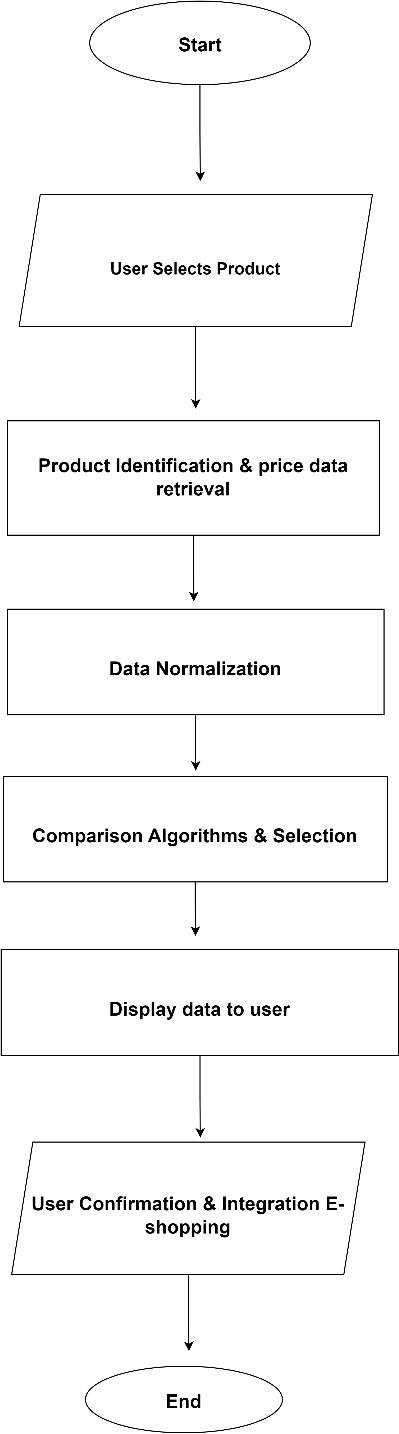 Start
User Selects Product
Product Identification & price data
retrieval
Data Normalization
Comparison Algorithms & Selection
Display data to user
User Confirmation & Integration E-
shopping
End